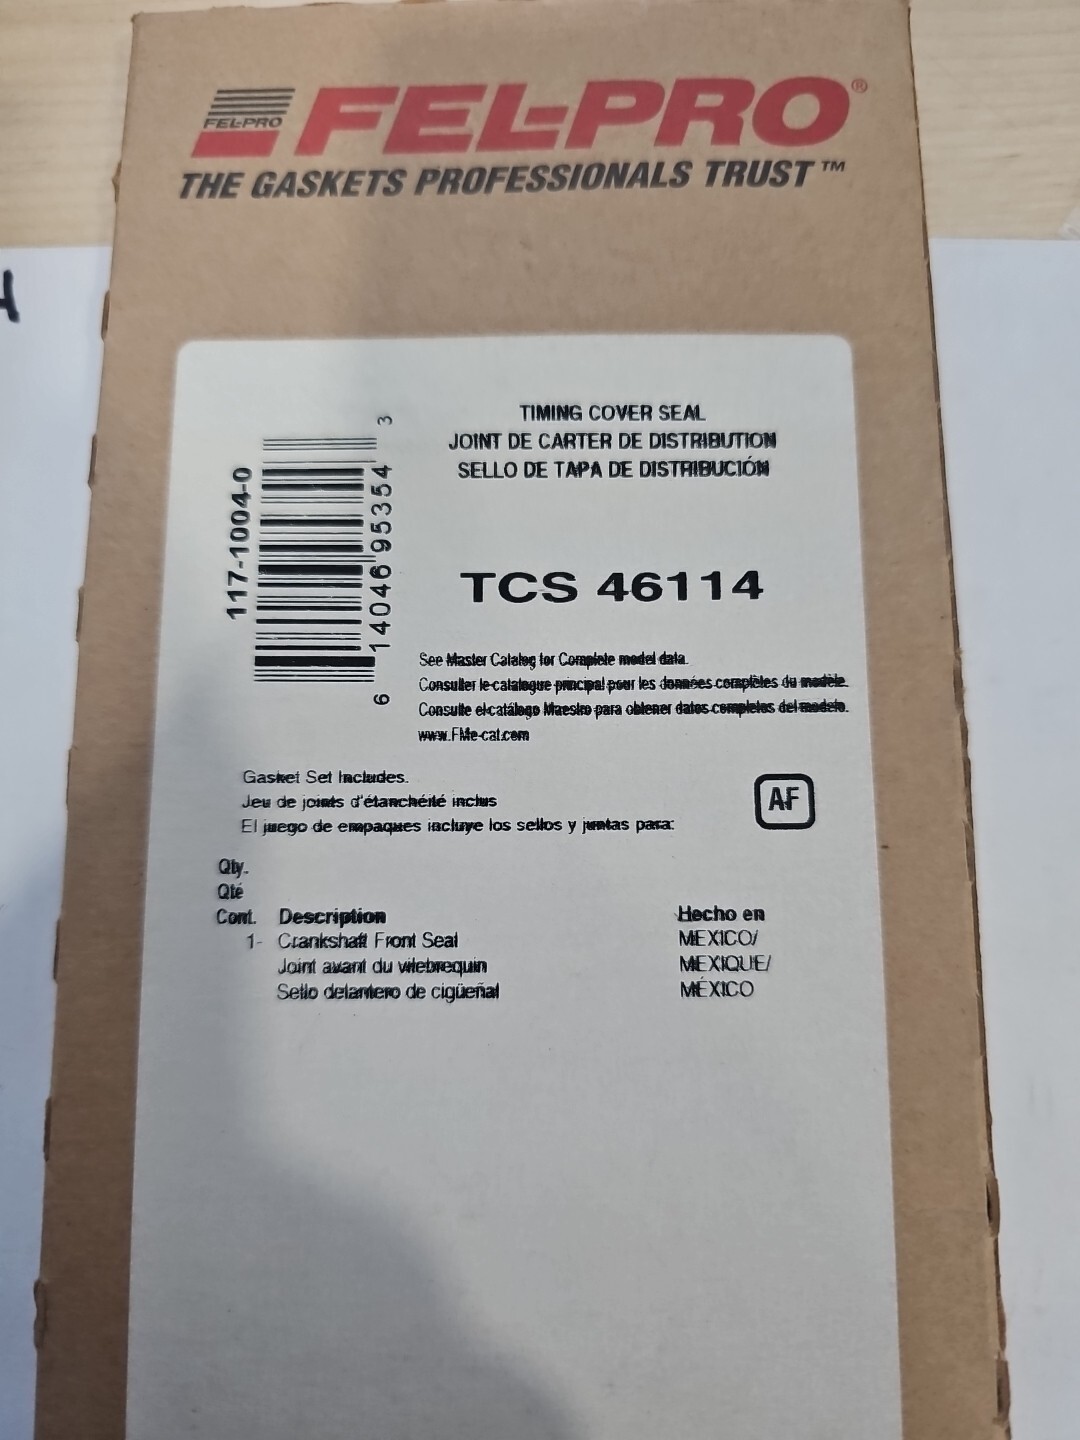 FEL-PRO
FEL-PRO®
THE GASKETS PROFESSIONALS TRUST™
TIMING COVER SEAL
JOINT DE CARTER DE DISTRIBUTION
SELLO DE TAPA DE DISTRIBUCIÓN
117-1004-0
6 14046 95354 3
TCS 46114
See Master Catalog for Complete model data.
Consulter le catalogue principal pour les données complètes du modèle.
Consulte el catálogo Maestro para obtener datos completos del modelo.
www.FMe-cat.com
Gasket Set Includes.
Jeu de joints d'étanchéité inclus
El juego de empaques incluye los sellos y juntas para:
AF
Qty.
Qté
Cont. Description Hecho en
1- Crankshaft Front Seal MEXICO/
Joint avant du vilebrequin MEXIQUE/
Sello delantero de cigüeñal MÉXICO